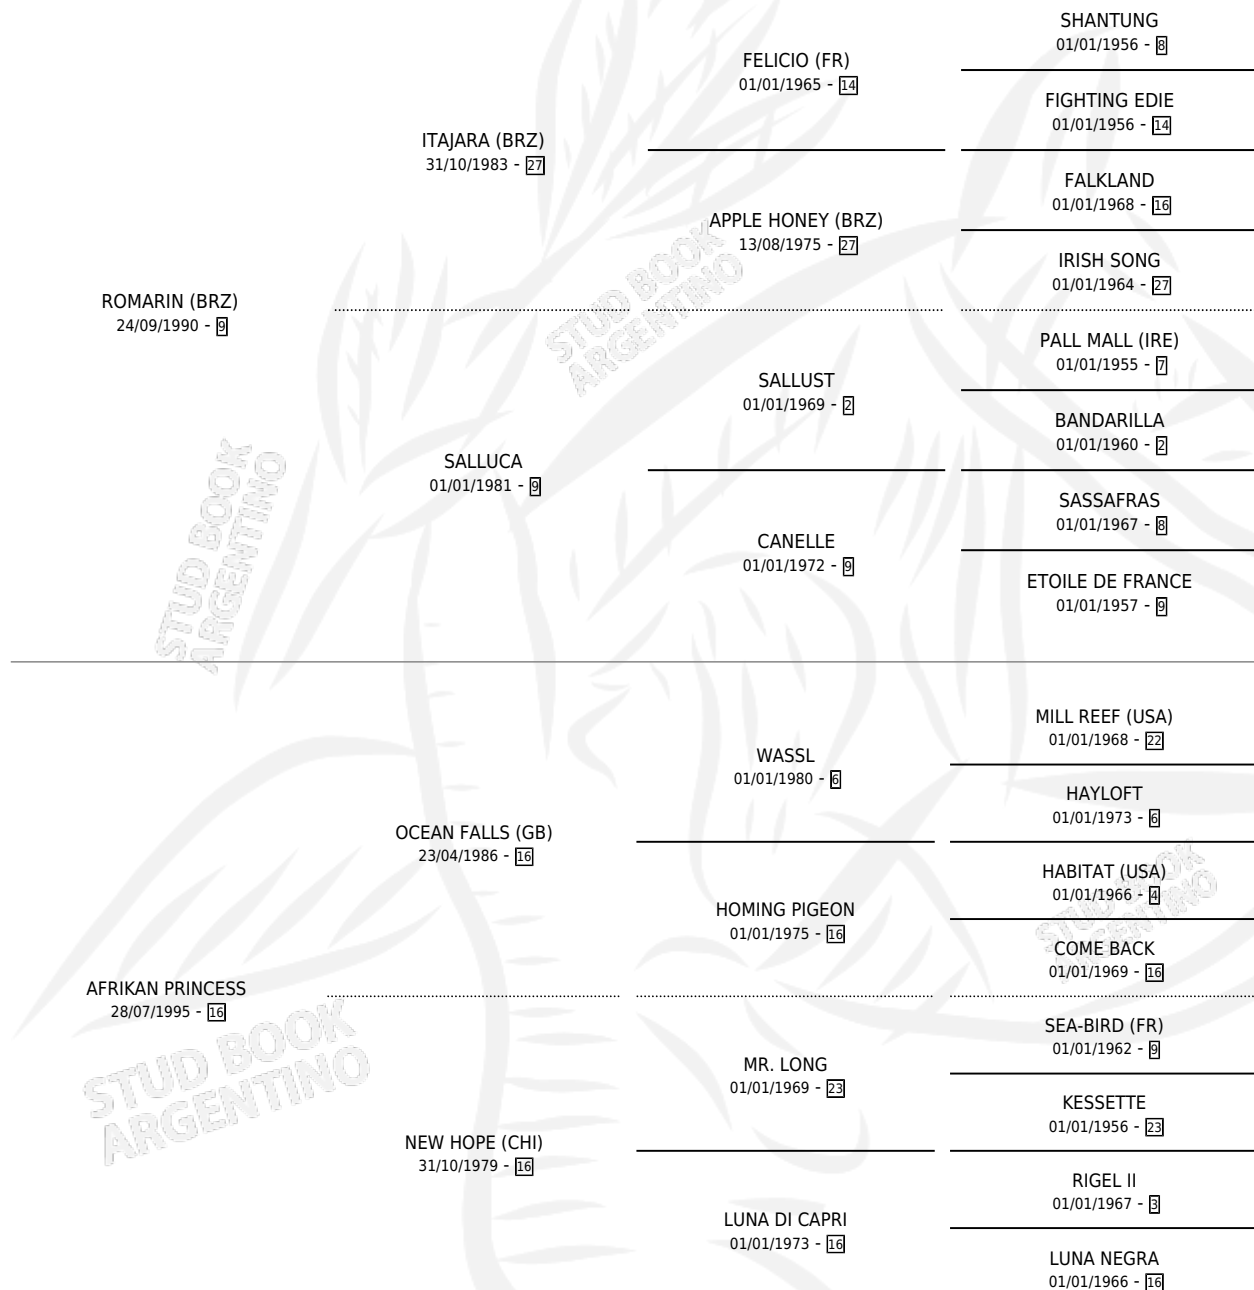 SHANTUNG
01/01/1956 - 8
FELICIO (FR)
01/01/1965 - 14
FIGHTING EDIE
01/01/1956 - 14
ITAJARA (BRZ)
31/10/1983 - 27
FALKLAND
01/01/1968 - 16
APPLE HONEY (BRZ)
13/08/1975 - 27
IRISH SONG
01/01/1964 - 27
ROMARIN (BRZ)
24/09/1990 - 9
STUD BOOK
ARGENTINO
PALL MALL (IRE)
01/01/1955 - 7
SALLUST
01/01/1969 - 2
BANDARILLA
01/01/1960 - 2
SALLUCA
01/01/1981 - 9
SASSAFRAS
01/01/1967 - 8
CANELLE
01/01/1972 - 9
ETOILE DE FRANCE
01/01/1957 - 9
STUD BOOK
ARGENTINO
MILL REEF (USA)
01/01/1968 - 22
WASSL
01/01/1980 - 6
HAYLOFT
01/01/1973 - 6
OCEAN FALLS (GB)
23/04/1986 - 16
HABITAT (USA)
01/01/1966 - 4
HOMING PIGEON
01/01/1975 - 16
STUD BOOK
ARGENTINO
COME BACK
01/01/1969 - 16
AFRIKAN PRINCESS
28/07/1995 - 16
SEA-BIRD (FR)
01/01/1962 - 9
STUD BOOK
ARGENTINO
MR. LONG
01/01/1969 - 23
KESSETTE
01/01/1956 - 23
NEW HOPE (CHI)
31/10/1979 - 16
RIGEL II
01/01/1967 - 3
LUNA DI CAPRI
01/01/1973 - 16
LUNA NEGRA
01/01/1966 - 16